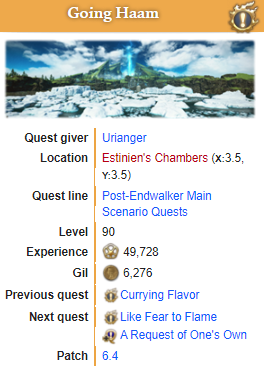 Going Haam
Quest giver Urianger
Location Estinien's Chambers (X:3.5,
Y:3.5)
Quest line Post-Endwalker Main
Scenario Quests
Level 90
Experience 49,728
Gil 6,276
Previous quest Currying Flavor
Next quest Like Fear to Flame
A Request of One's Own
Patch 6.4